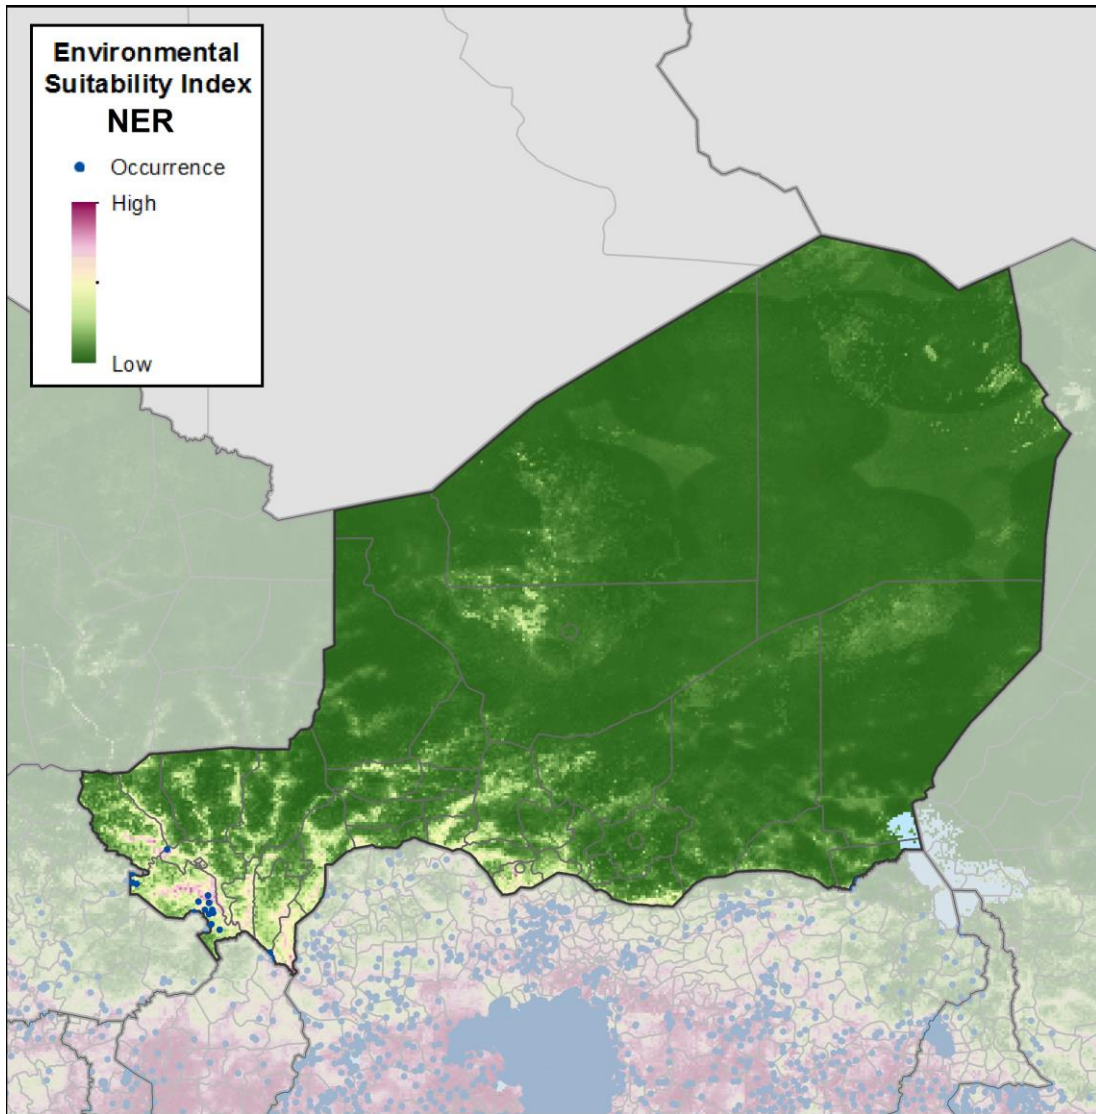 Environmental
Suitability Index
NER
Occurrence
High
Low